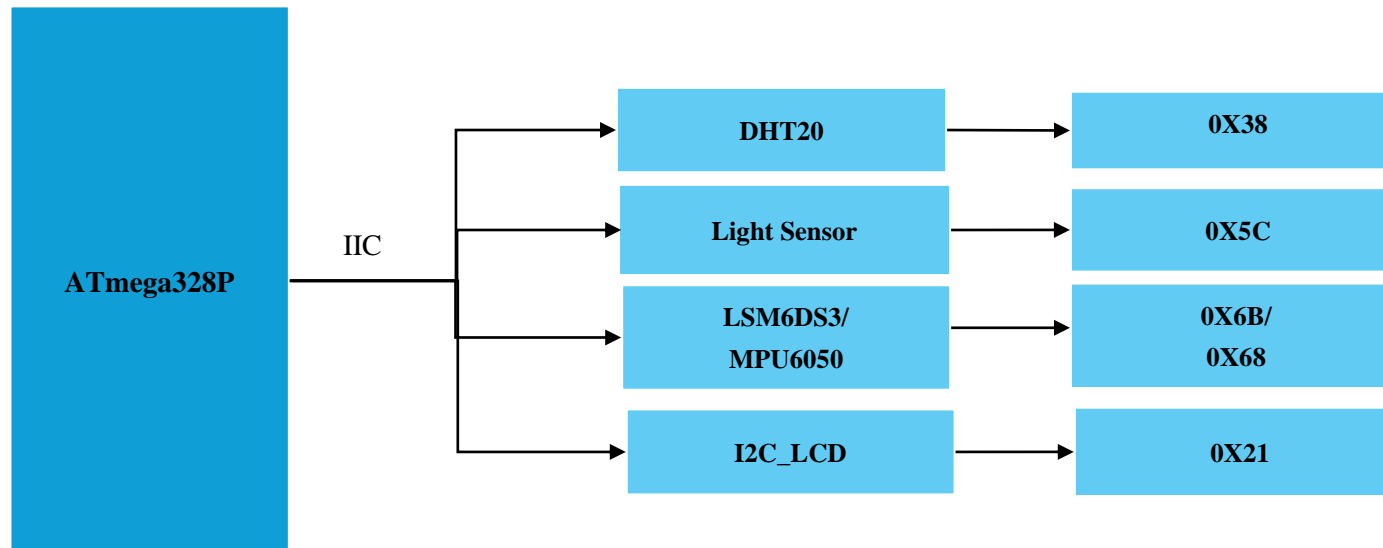 ATmega328P
IIC
DHT20
0X38
Light Sensor
0X5C
LSM6DS3/
MPU6050
0X6B/
0X68
I2C_LCD
0X21